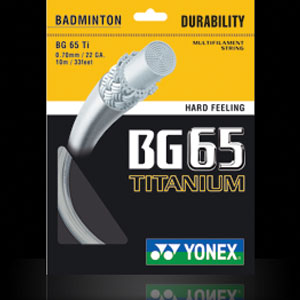 BADMINTON
DURABILITY
BG 65 Ti
0.70mm / 22 GA.
10m / 33feet
MULTIFILAMENT
STRING
HARD FEELING
BG65
TITANIUM
YONEX